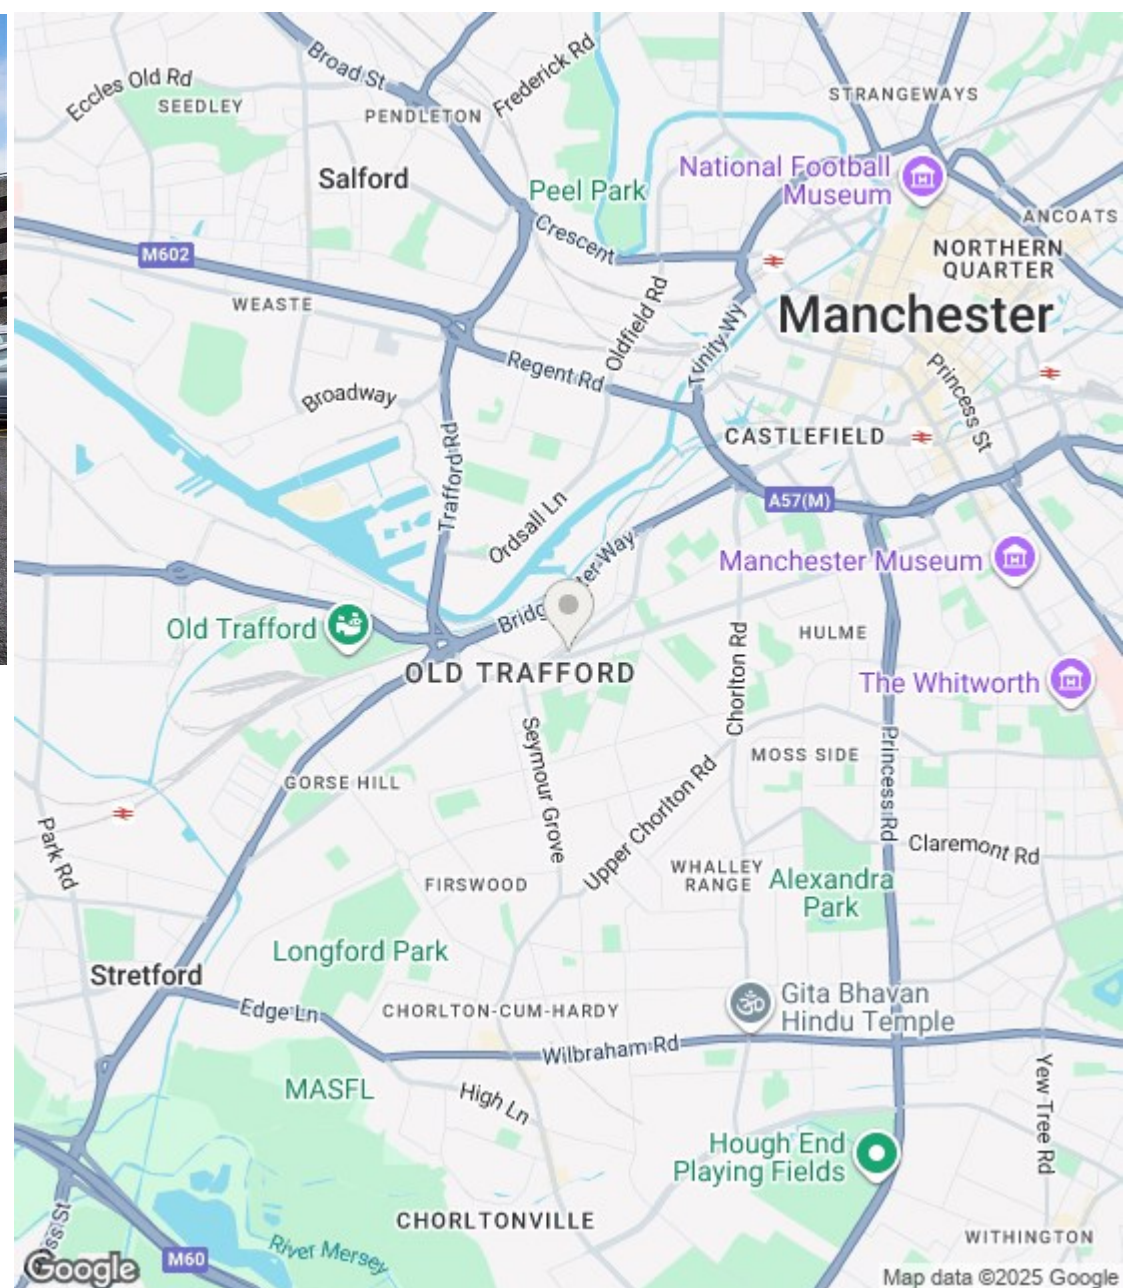 Broad St
Frederick Rd
Eccles Old Rd
SEEDLEY
PENDLETON
STRANGEWAYS
Salford
Peel Park
National Football
Museum
Crescent
ANCOATS
NORTHERN
QUARTER
M602
WEASTE
Oldfield Rd
Trinity Wy
Manchester
Regent Rd
Princess St
Broadway
Trafford Rd
CASTLEFIELD
A57(M)
Ordsall Ln
Manchester Museum
Old Trafford
Chorlton Rd
HULME
OLD TRAFFORD
The Whitworth
Seymour Grove
Princess Rd
MOSS SIDE
GORSE HILL
Upper Chorlton Rd
Park Rd
Claremont Rd
FIRSWOOD
WHALLEY
RANGE
Alexandra
Park
Longford Park
Stretford
Edge Ln
CHORLTON-CUM-HARDY
Gita Bhavan
Hindu Temple
Wilbraham Rd
MASFL
High Ln
Yew Tree Rd
Hough End
Playing Fields
CHORLTONVILLE
WITHINGTON
River Mersey
M60
Google
Map data ©2025 Google